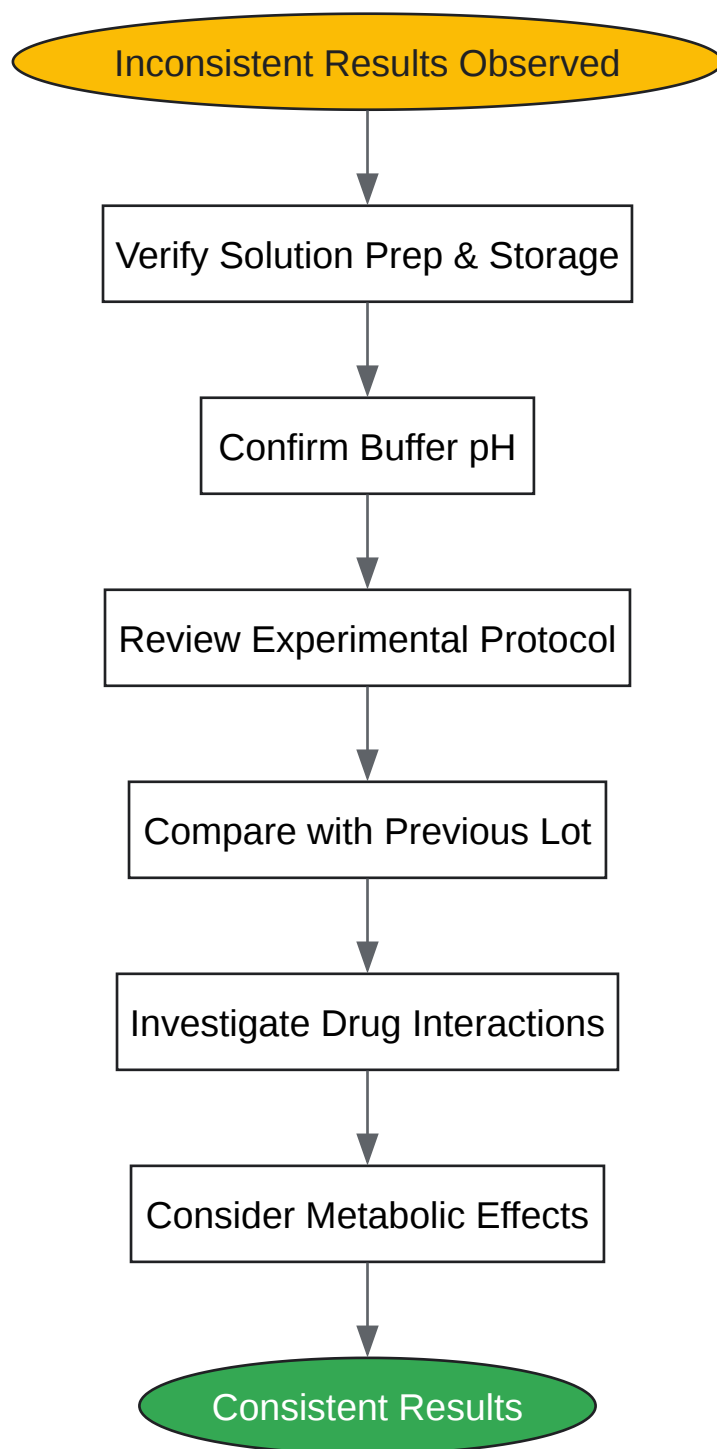 Inconsistent Results Observed
Verify Solution Prep & Storage
Confirm Buffer pH
Review Experimental Protocol
Compare with Previous Lot
Investigate Drug Interactions
Consider Metabolic Effects
Consistent Results